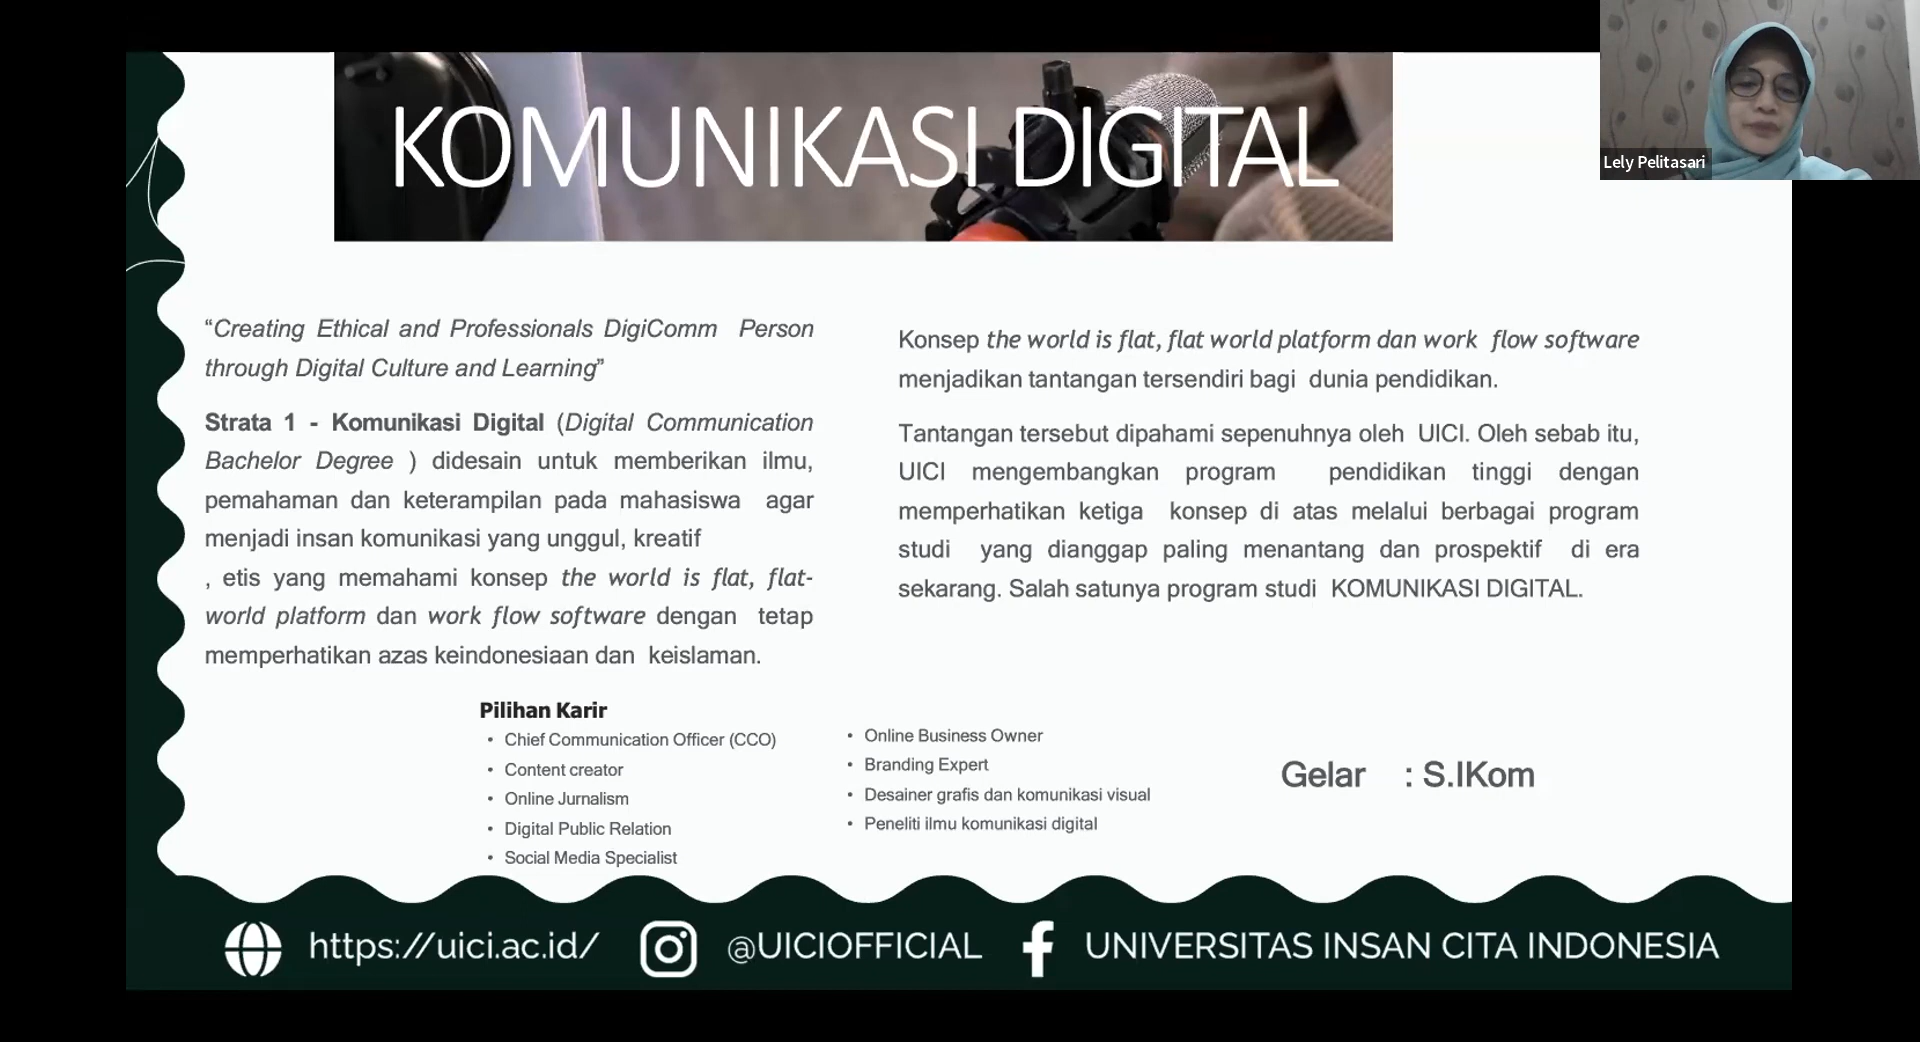 KOMUNIKASI DIGITAL
Lely Pelitasari
“Creating Ethical and Professionals DigiComm Person
through Digital Culture and Learning”
Strata 1 - Komunikasi Digital (Digital Communication
Bachelor Degree ) didesain untuk memberikan ilmu,
pemahaman dan keterampilan pada mahasiswa agar
menjadi insan komunikasi yang unggul, kreatif
, etis yang memahami konsep the world is flat, flat-
world platform dan work flow software dengan tetap
memperhatikan azas keindonesiaan dan keislaman.
Konsep the world is flat, flat world platform dan work flow software
menjadikan tantangan tersendiri bagi dunia pendidikan.
Tantangan tersebut dipahami sepenuhnya oleh UICI. Oleh sebab itu,
UICI mengembangkan program pendidikan tinggi dengan
memperhatikan ketiga konsep di atas melalui berbagai program
studi yang dianggap paling menantang dan prospektif di era
sekarang. Salah satunya program studi KOMUNIKASI DIGITAL.
Pilihan Karir
• Chief Communication Officer (CCO)
• Content creator
• Online Jurnalism
• Digital Public Relation
• Social Media Specialist
• Online Business Owner
• Branding Expert
• Desainer grafis dan komunikasi visual
• Peneliti ilmu komunikasi digital
Gelar : S.IKom
https://uici.ac.id/
@UICIOFFICIAL
UNIVERSITAS INSAN CITA INDONESIA